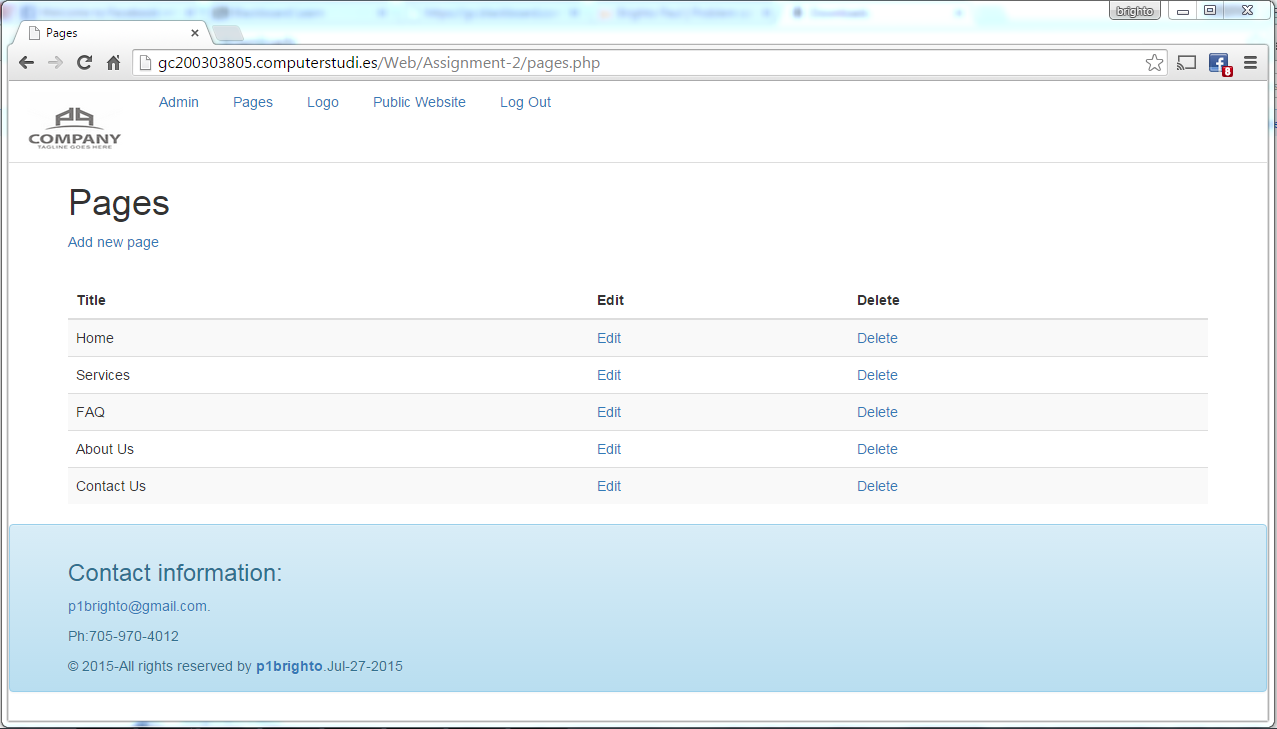 brighto
Pages
gc200303805.computerstudi.es/Web/Assignment-2/pages.php
8
COMPANY
TAGLINE GOES HERE
Admin Pages Logo Public Website Log Out
Pages
Add new page
Title Edit Delete
Home Edit Delete
Services Edit Delete
FAQ Edit Delete
About Us Edit Delete
Contact Us Edit Delete
Contact information:
p1brighto@gmail.com.
Ph:705-970-4012
© 2015-All rights reserved by p1brighto.Jul-27-2015